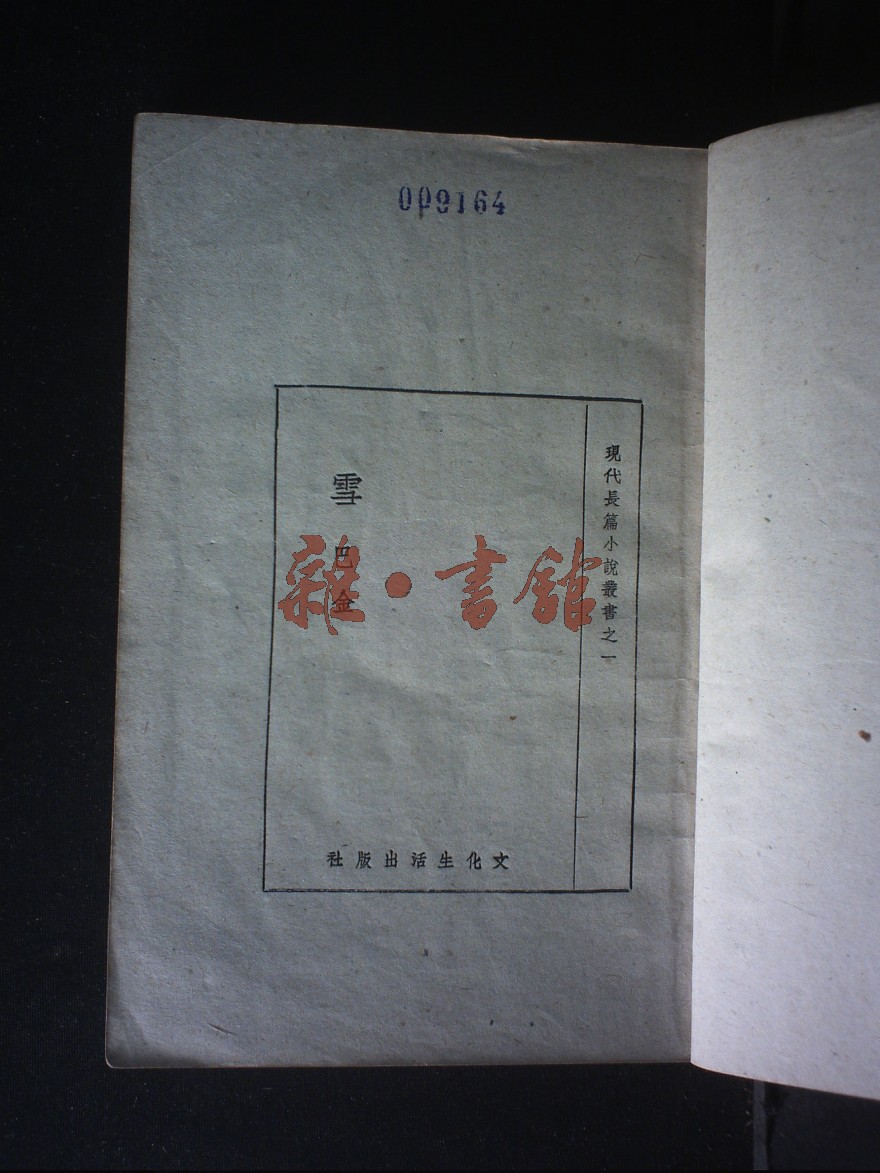 009164
現代長篇小說叢書之一
雪
巴金
文化生活出版社
雜·書館